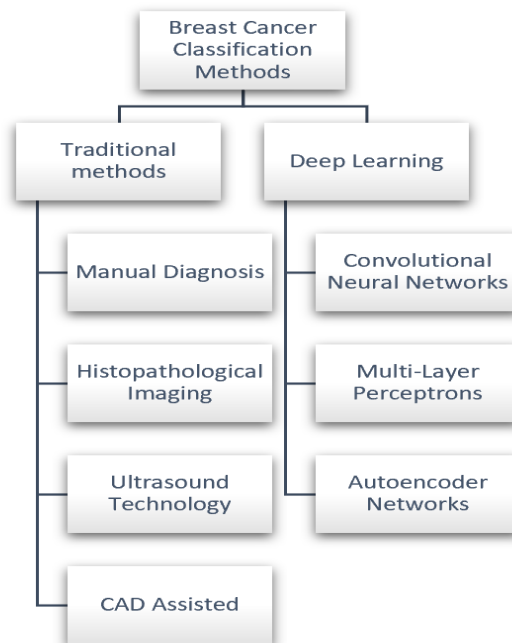 Breast Cancer
Classification
Methods
Traditional
methods
Deep Learning
Manual Diagnosis
Histopathological
Imaging
Ultrasound
Technology
CAD Assisted
Convolutional
Neural Networks
Multi-Layer
Perceptrons
Autoencoder
Networks